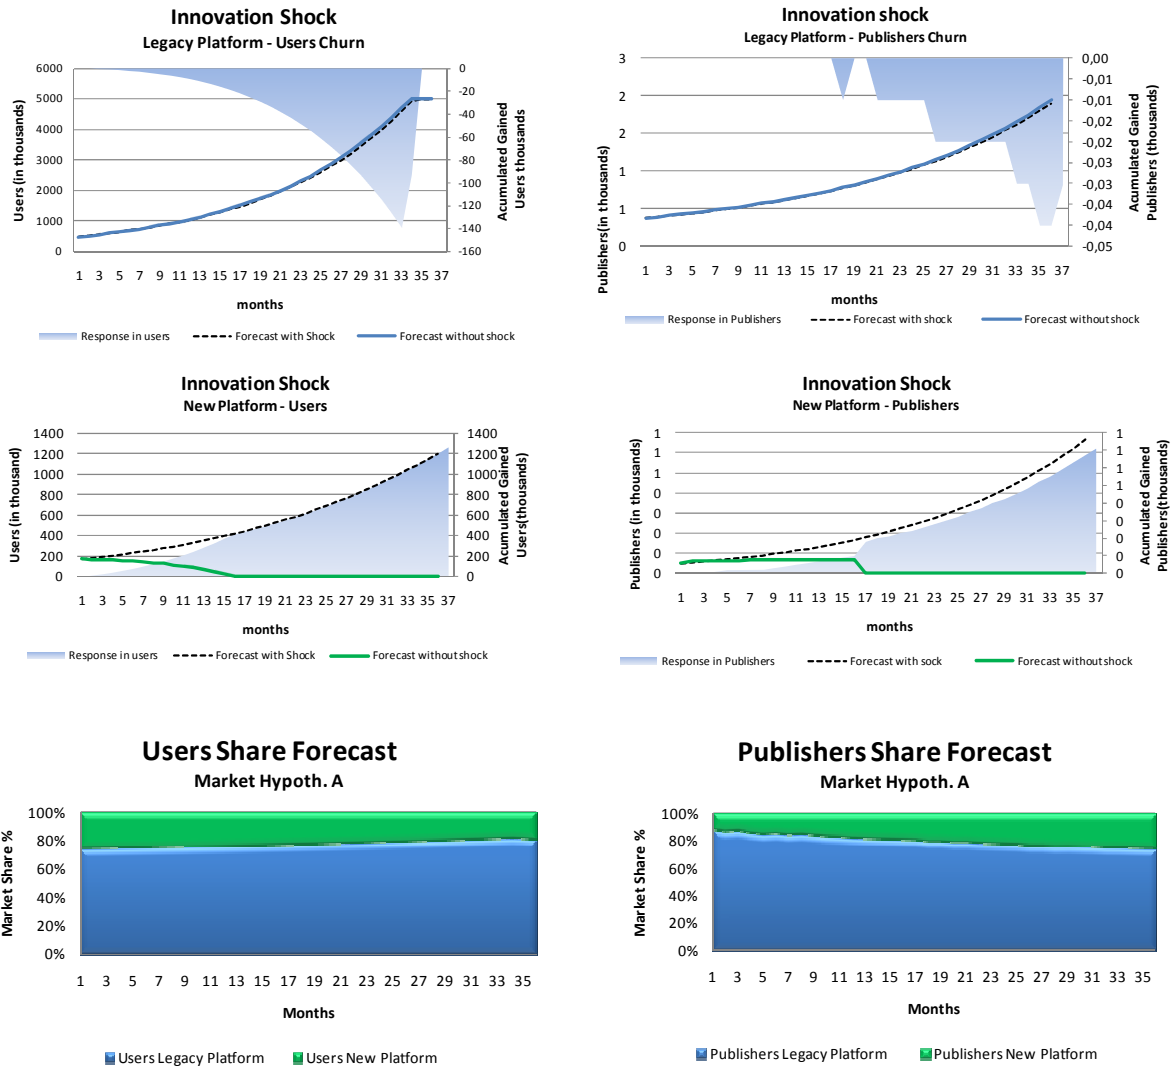 Innovation Shock
Legacy Platform - Users Churn
Users (in thousands)
6000
5000
4000
3000
2000
1000
0
0
-20
-40
-60
-80
-100
-120
-140
-160
Acumulated Gained
Users thousands
1 3 5 7 9 11 13 15 17 19 21 23 25 27 29 31 33 35 37
months
Response in users Forecast with Shock Forecast without shock
Innovation shock
Legacy Platform - Publishers Churn
Publishers(in thousands)
3
2
2
1
1
0
0,00
-0,01
-0,01
-0,02
-0,02
-0,03
-0,03
-0,04
-0,04
-0,05
Acumulated Gained
Publishers (thousands)
1 3 5 7 9 11 13 15 17 19 21 23 25 27 29 31 33 35 37
months
Response in Publishers Forecast with shock Forecast without shock
Innovation Shock
New Platform - Users
Users (in thousand)
1400
1200
1000
800
600
400
200
0
1400
1200
1000
800
600
400
200
0
Acumulated Gained
Users(thousands)
1 3 5 7 9 11 13 15 17 19 21 23 25 27 29 31 33 35 37
months
Response in users Forecast with Shock Forecast without shock
Innovation Shock
New Platform - Publishers
Publishers (in thousands)
1
1
1
0
0
0
0
0
1
1
1
1
0
0
0
0
0
Acumulated Gained
Publishers(thousands)
1 3 5 7 9 11 13 15 17 19 21 23 25 27 29 31 33 35 37
months
Response in Publishers Forecast with sock Forecast without shock
Users Share Forecast
Market Hypoth. A
Market Share %
100%
80%
60%
40%
20%
0%
1 3 5 7 9 11 13 15 17 19 21 23 25 27 29 31 33 35
Months
Users Legacy Platform Users New Platform
Publishers Share Forecast
Market Hypoth. A
Market Share %
100%
80%
60%
40%
20%
0%
1 3 5 7 9 11 13 15 17 19 21 23 25 27 29 31 33 35
Months
Publishers Legacy Platform Publishers New Platform